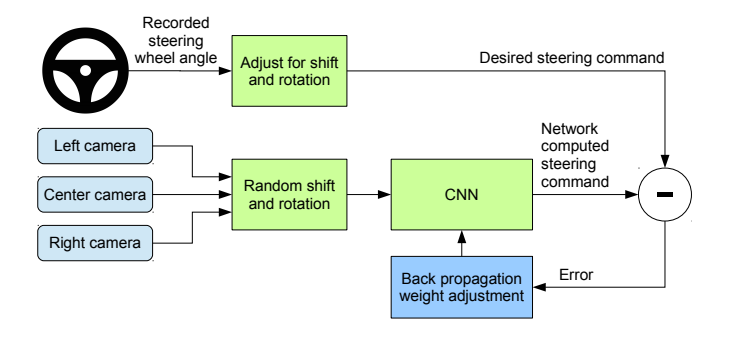 Recorded
steering
wheel angle
Adjust for shift
and rotation
Desired steering command
Left camera
Center camera
Right camera
Random shift
and rotation
CNN
Network
computed
steering
command
-
Back propagation
weight adjustment
Error